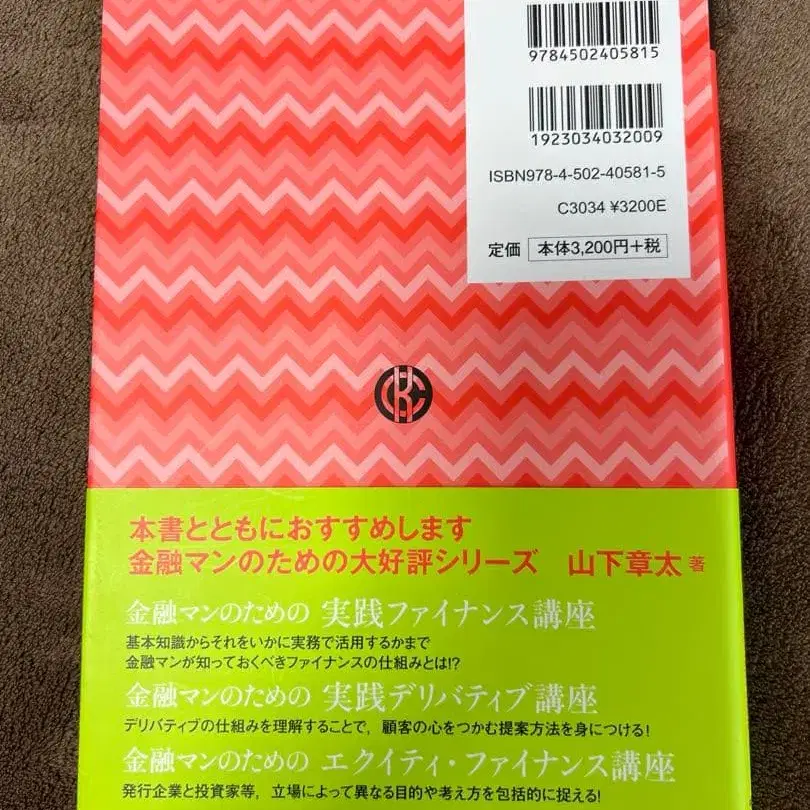 9784502405815
1923034032009
ISBN978-4-502-40581-5
C3034 ¥3200E
定価 本体3,200円+税
本書とともにおすすめします
金融マンのための大好評シリーズ 山下章太 著
金融マンのための 実践ファイナンス講座
基本知識からそれをいかに実務で活用するかまで
金融マンが知っておくべきファイナンスの仕組みとは!?
金融マンのための 実践デリバティブ講座
デリバティブの仕組みを理解することで，顧客の心をつかむ提案方法を身につける!
金融マンのための エクイティ・ファイナンス講座
発行企業と投資家等，立場によって異なる目的や考え方を包括的に捉える!